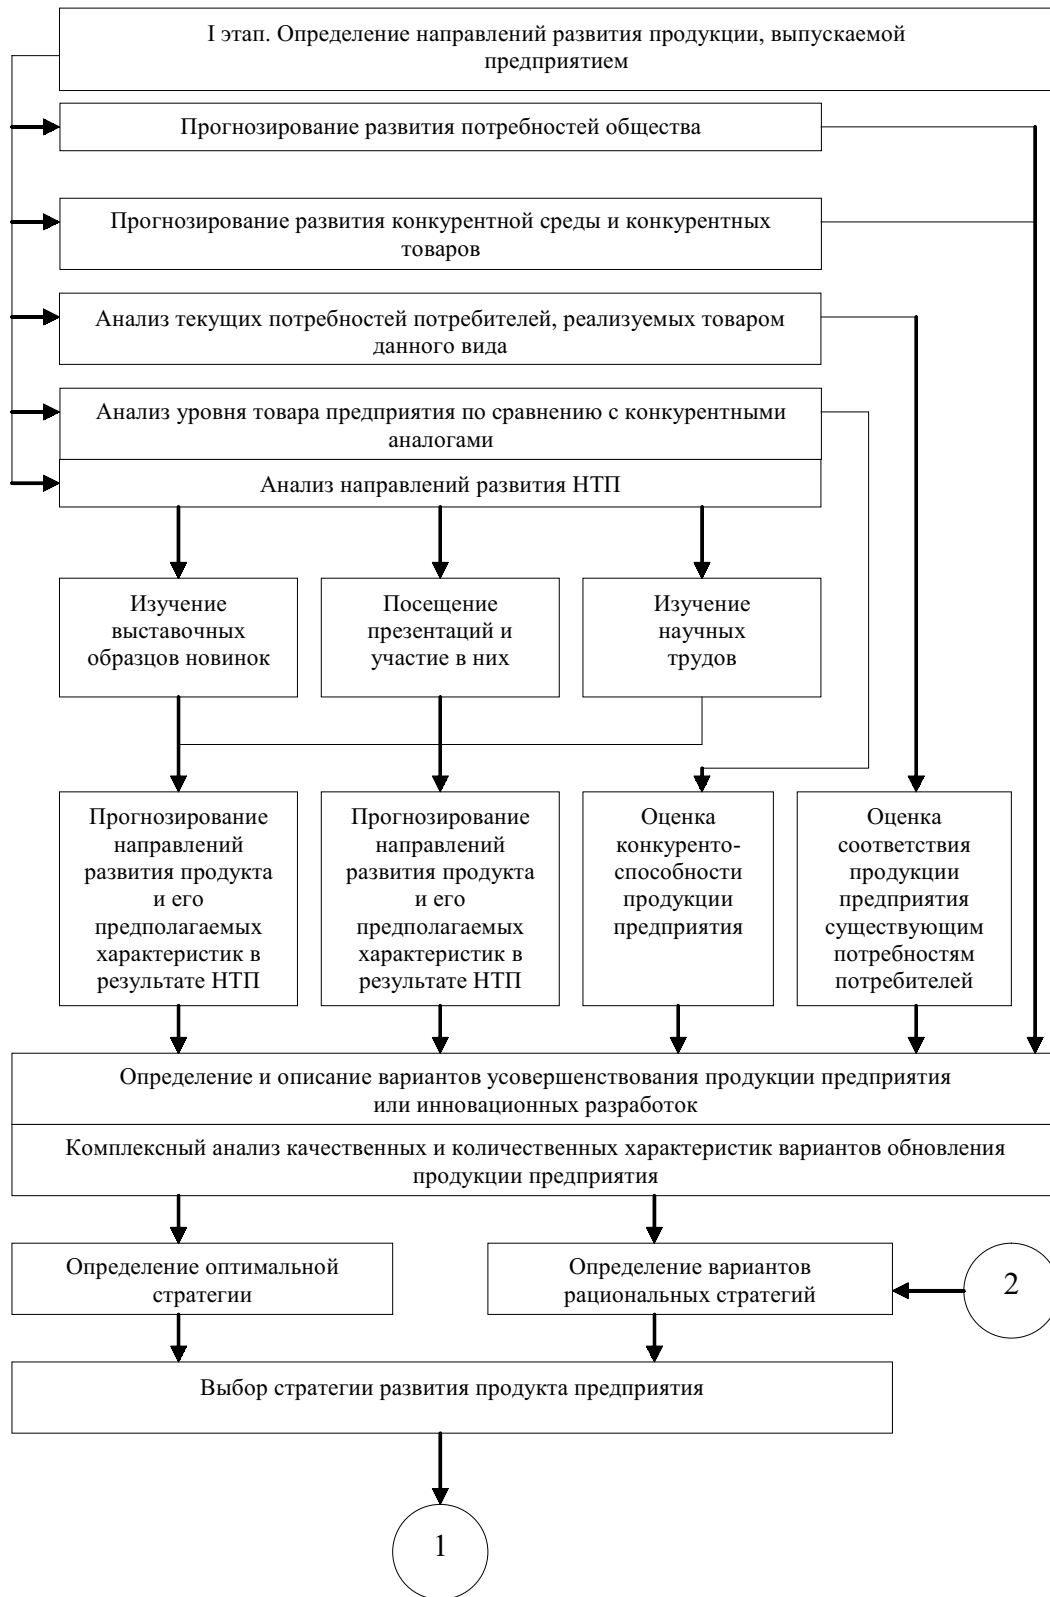 I этап. Определение направлений развития продукции, выпускаемой
предприятием
Прогнозирование развития потребностей общества
Прогнозирование развития конкурентной среды и конкурентных
товаров
Анализ текущих потребностей потребителей, реализуемых товаром
данного вида
Анализ уровня товара предприятия по сравнению с конкурентными
аналогами
Анализ направлений развития НТП
Изучение
выставочных
образцов новинок
Посещение
презентаций и
участие в них
Изучение
научных
трудов
Прогнозирование
направлений
развития продукта
и его
предполагаемых
характеристик в
результате НТП
Прогнозирование
направлений
развития продукта
и его
предполагаемых
характеристик в
результате НТП
Оценка
конкуренто-
способности
продукции
предприятия
Оценка
соответствия
продукции
предприятия
существующим
потребностям
потребителей
Определение и описание вариантов усовершенствования продукции предприятия
или инновационных разработок
Комплексный анализ качественных и количественных характеристик вариантов обновления
продукции предприятия
Определение оптимальной
стратегии
Определение вариантов
рациональных стратегий
2
Выбор стратегии развития продукта предприятия
1